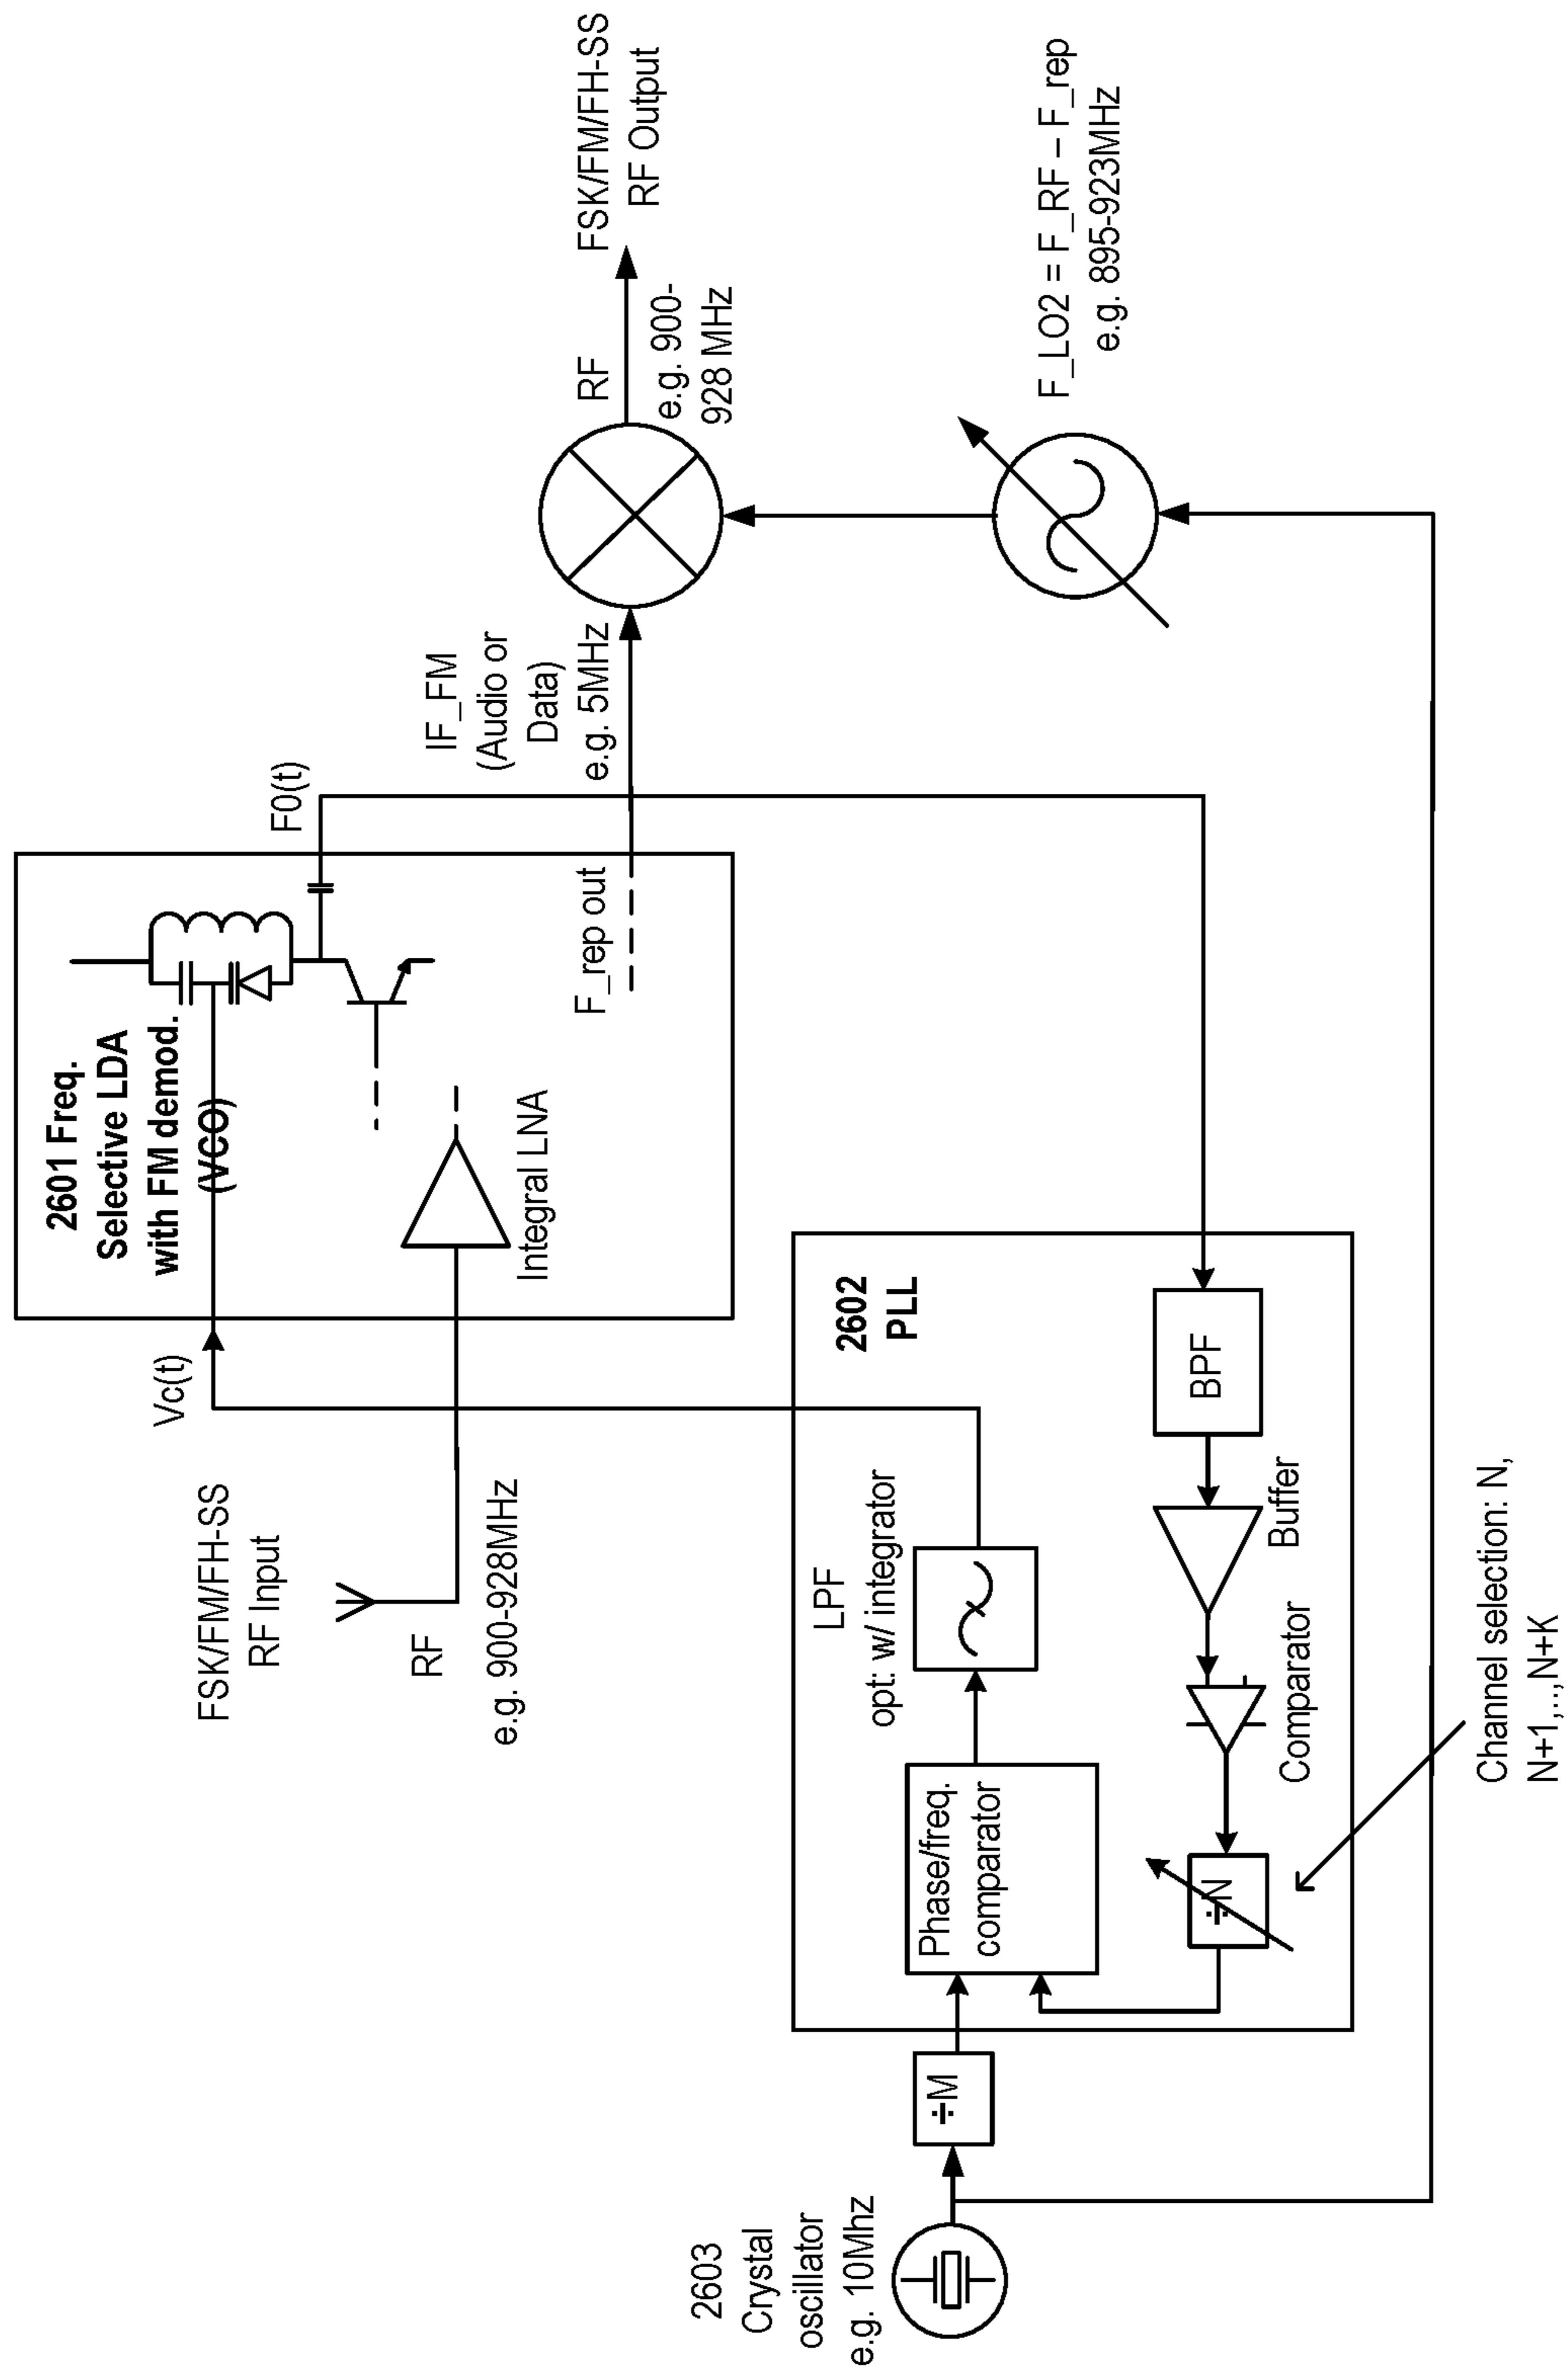 2601 Freq.
Selective LDA
with FM demod.
(VCO)
F0(t)
Vc(t)
Integral LNA
F_rep out
FSK/FM/FH-SS
RF Input
RF
e.g. 900-928MHz
IF_FM
(Audio or
Data)
e.g. 5MHz
RF
e.g. 900-
928 MHz
FSK/FM/FH-SS
RF Output
F_LO2 = F_RF – F_rep
e.g. 895-923MHz
2603
Crystal
oscillator
e.g. 10Mhz
÷M
2602
PLL
Phase/freq.
comparator
LPF
opt: w/ integrator
÷N
Comparator
Buffer
BPF
Channel selection: N,
N+1,..,N+K